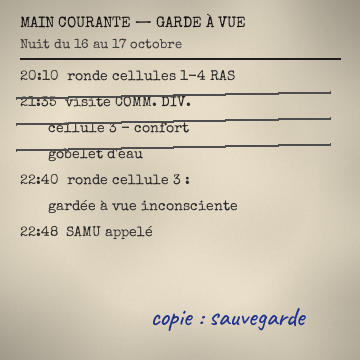 MAIN COURANTE — GARDE À VUE
Nuit du 16 au 17 octobre
20:10 ronde cellules 1-4 RAS
21:35 visite COMM. DIV.
cellule 3 - confort
gobelet d'eau
22:40 ronde cellule 3 :
gardée à vue inconsciente
22:48 SAMU appelé
copie : sauvegarde